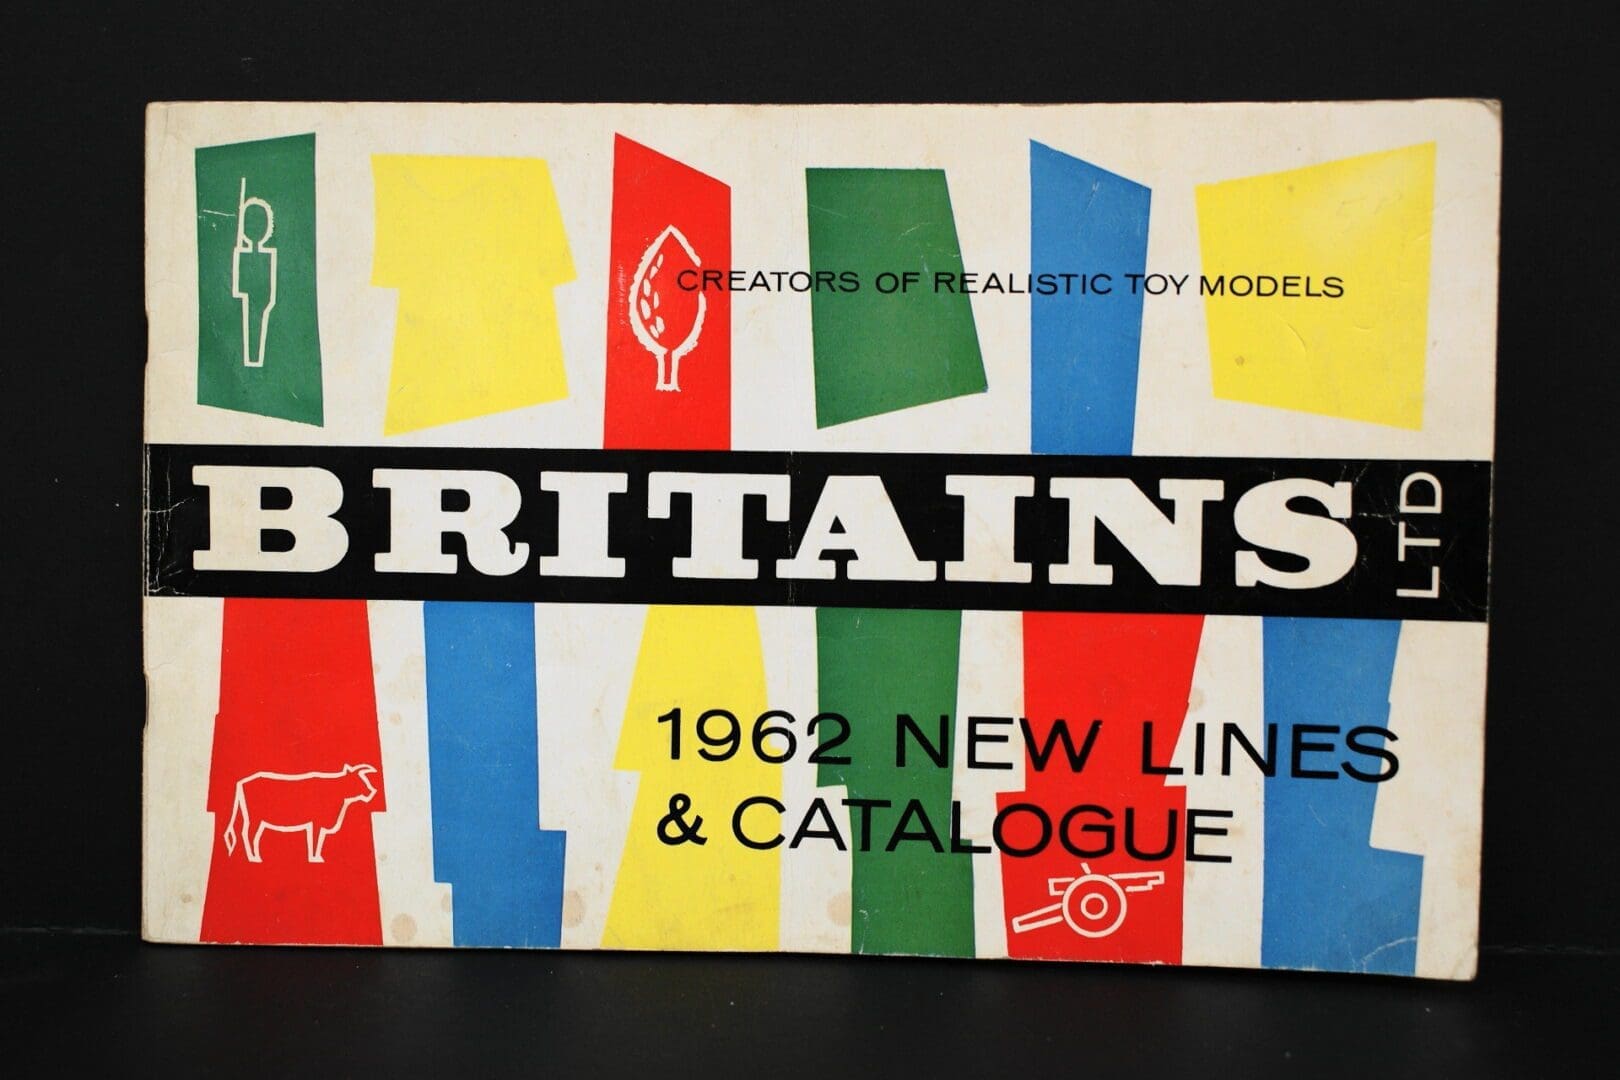 CREATORS OF REALISTIC TOY MODELS
BRITAINS LTD
1962 NEW LINES
& CATALOGUE